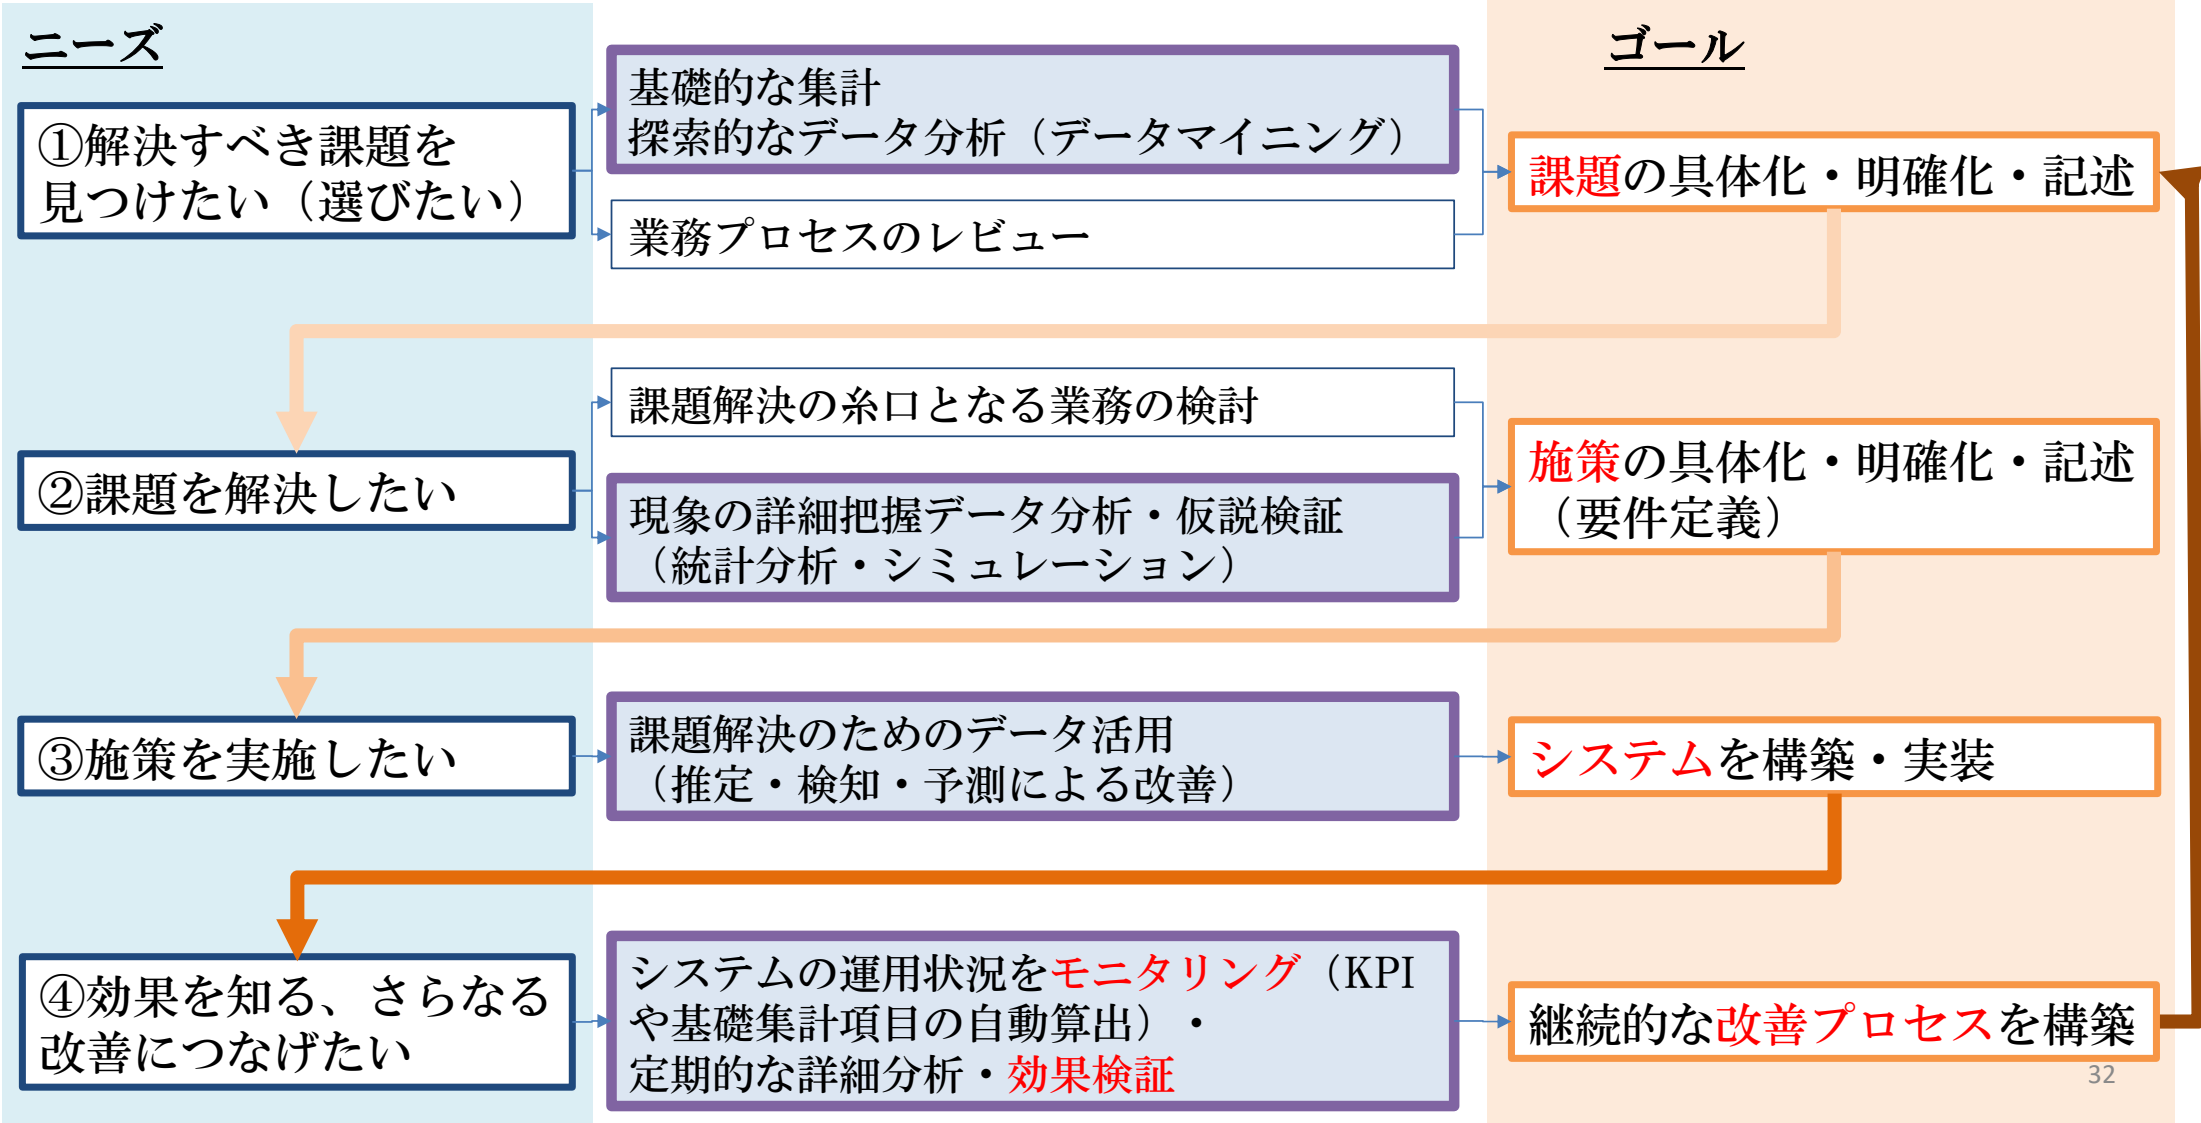 ニーズ
ゴール
①解決すべき課題を
見つけたい（選びたい）
基礎的な集計
探索的なデータ分析（データマイニング）
業務プロセスのレビュー
課題の具体化・明確化・記述
②課題を解決したい
課題解決の糸口となる業務の検討
現象の詳細把握データ分析・仮説検証
（統計分析・シミュレーション）
施策の具体化・明確化・記述
（要件定義）
③施策を実施したい
課題解決のためのデータ活用
（推定・検知・予測による改善）
システムを構築・実装
④効果を知る、さらなる
改善につなげたい
システムの運用状況をモニタリング（KPI
や基礎集計項目の自動算出）・
定期的な詳細分析・効果検証
継続的な改善プロセスを構築
32